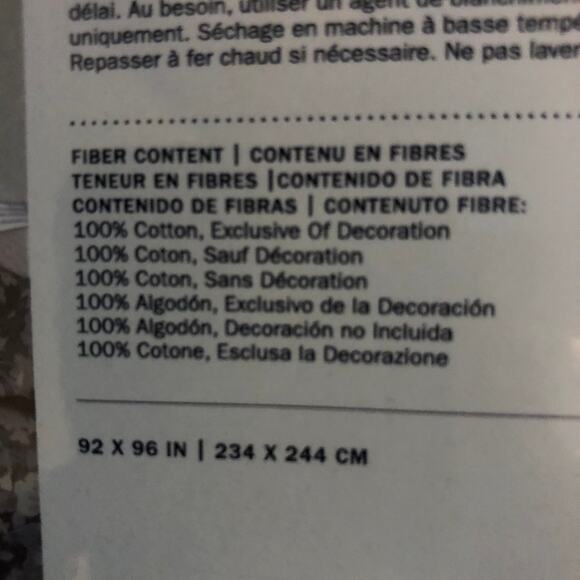 délai. Au besoin, utiliser un agent de
uniquement. Séchage en machine à basse
Repasser à fer chaud si nécessaire. Ne pas laver
FIBER CONTENT | CONTENU EN FIBRES
TENEUR EN FIBRES |CONTENIDO DE FIBRA
CONTENIDO DE FIBRAS | CONTENUTO FIBRE:
100% Cotton, Exclusive Of Decoration
100% Coton, Sauf Décoration
100% Coton, Sans Décoration
100% Algodón, Exclusivo de la Decoración
100% Algodón, Decoración no Incluida
100% Cotone, Esclusa la Decorazione
92 X 96 IN | 234 X 244 CM